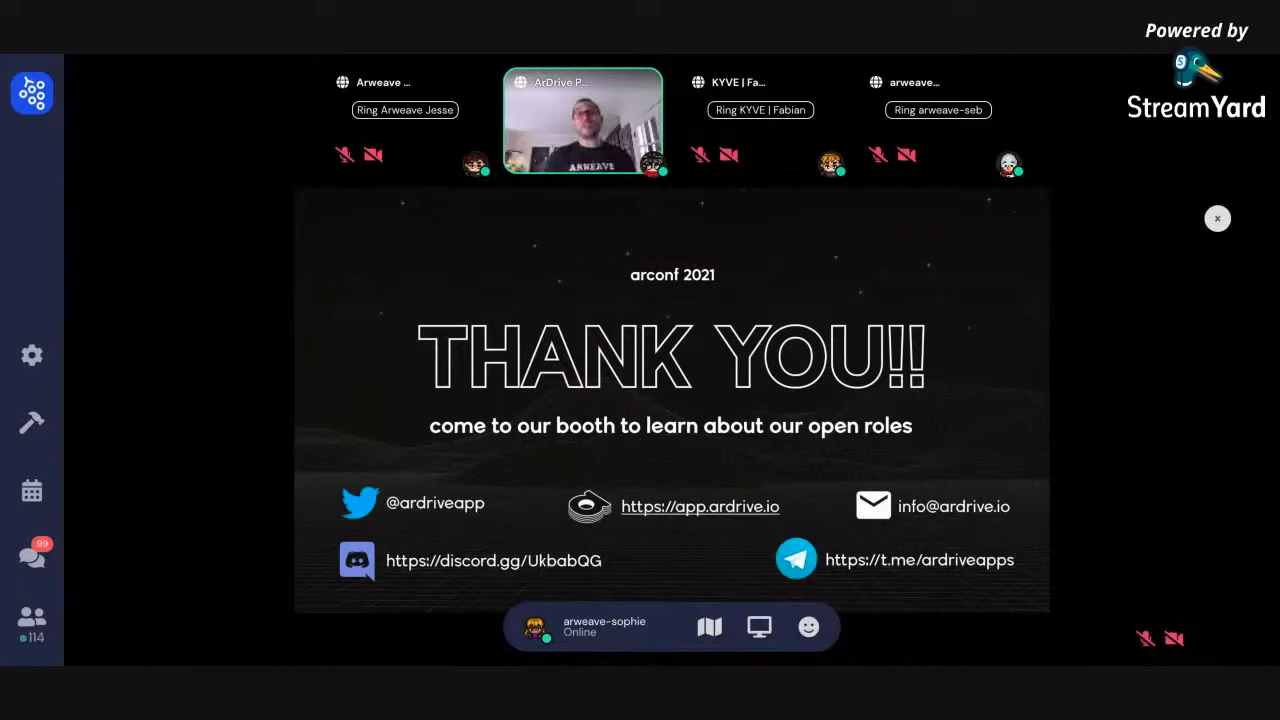 Powered by
StreamYard
Arweave ...
Ring Arweave Jesse
ArDrive P...
ARWEAVE
KYVE | Fa...
Ring KYVE | Fabian
arweave...
Ring arweave-seb
arconf 2021
THANK YOU!!
come to our booth to learn about our open roles
@ardriveapp
https://app.ardrive.io
info@ardrive.io
https://discord.gg/UkbabQG
https://t.me/ardriveapps
99
114
arweave-sophie
Online